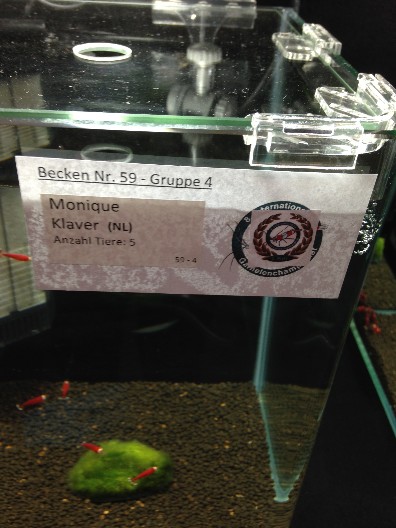 Becken Nr. 59 - Gruppe 4
Monique
Klaver (NL)
Anzahl Tiere: 5
59 - 4